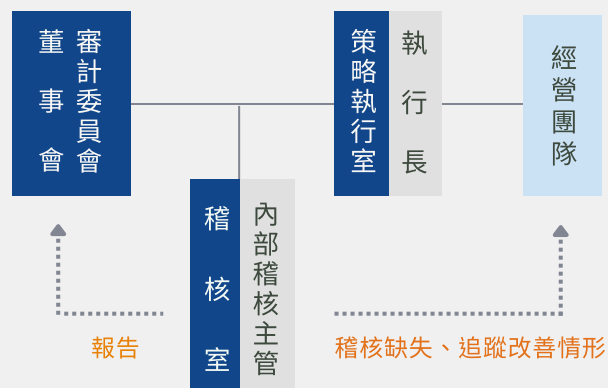 董事會
審計委員會
策略執行室
執行長
經營團隊
稽核室
內部稽核主管
報告
稽核缺失、追蹤改善情形